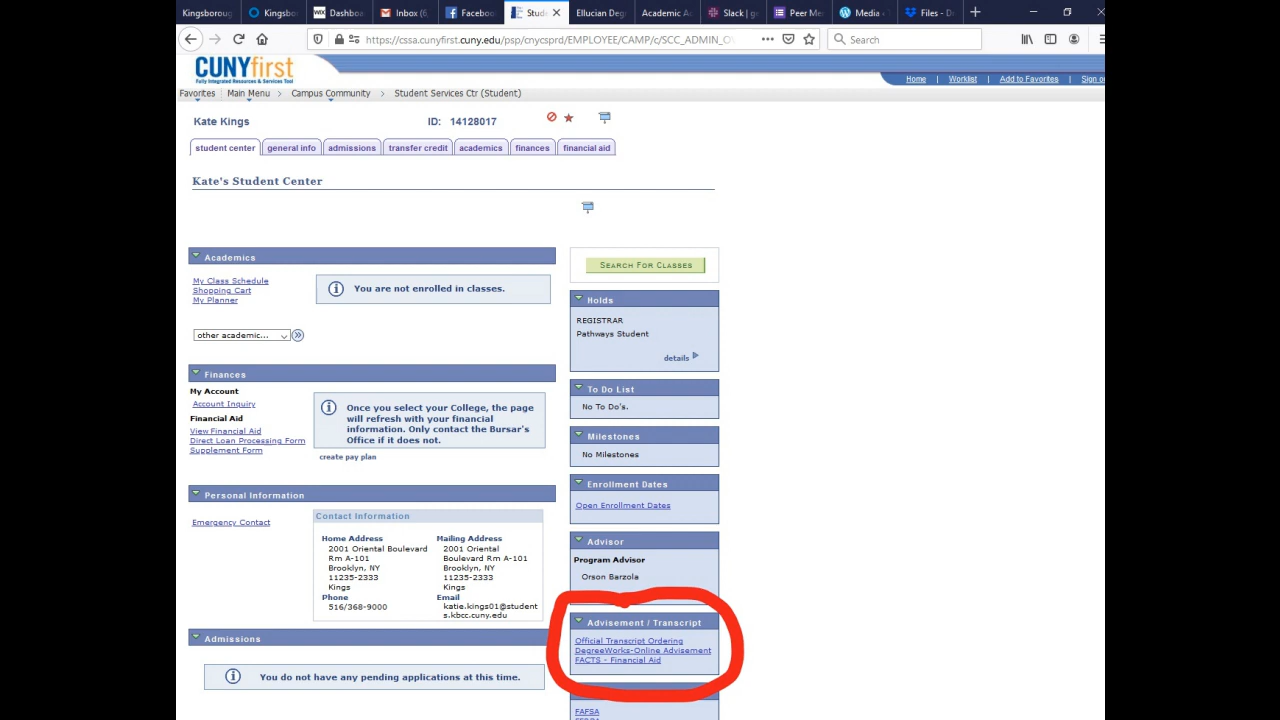 Kingsboroug
Kingsbo
WIX Dashboa
Inbox (6
Faceboo
Stude
Ellucian Deg
Academic A
Slack | g
Peer Me
Media ‹
Files - D
https://cssa.cunyfirst.cuny.edu/psp/cnycsprd/EMPLOYEE/CAMP/c/SCC_ADMIN_OV
Search
CUNYfirst
Fully Integrated Resources & Services Tool
Home | Worklist | Add to Favorites | Sign o
Favorites Main Menu > Campus Community > Student Services Ctr (Student)
Kate Kings ID: 14128017
student center general info admissions transfer credit academics finances financial aid
Kate's Student Center
Academics
My Class Schedule
Shopping Cart
My Planner
You are not enrolled in classes.
other academic...
Finances
My Account
Account Inquiry
Financial Aid
View Financial Aid
Direct Loan Processing Form
Supplement Form
Once you select your College, the page
will refresh with your financial
information. Only contact the Bursar's
Office if it does not.
create pay plan
Personal Information
Emergency Contact
Contact Information
Home Address
2001 Oriental Boulevard
Rm A-101
Brooklyn, NY
11235-2333
Kings
Phone
516/368-9000
Mailing Address
2001 Oriental
Boulevard Rm A-101
Brooklyn, NY
11235-2333
Kings
Email
katie.kings01@student
s.kbcc.cuny.edu
Admissions
You do not have any pending applications at this time.
SEARCH FOR CLASSES
Holds
REGISTRAR
Pathways Student
details
To Do List
No To Do's.
Milestones
No Milestones
Enrollment Dates
Open Enrollment Dates
Advisor
Program Advisor
Orson Barzola
Advisement / Transcript
Official Transcript Ordering
DegreeWorks-Online Advisement
FACTS - Financial Aid
FAFSA